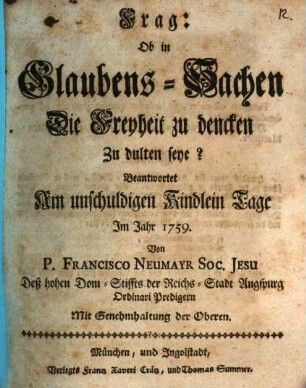 12.
Frag:
Ob in
Glaubens-Sachen
Die Freyheit zu dencken
Zu dulten seye?
Beantwortet
Am unschuldigen Kindlein Tage
Im Jahr 1759.
Von
P. FRANCISCO NEUMAYR SOC. JESU
Deß hohen Dom-Stiffts der Reichs-Stadt Augspurg
Ordinari Predigern
Mit Genehmhaltung der Oberen.
München, und Ingolstadt,
Verlegts Frantz Xaveri Crätz, und Thomas Summer.